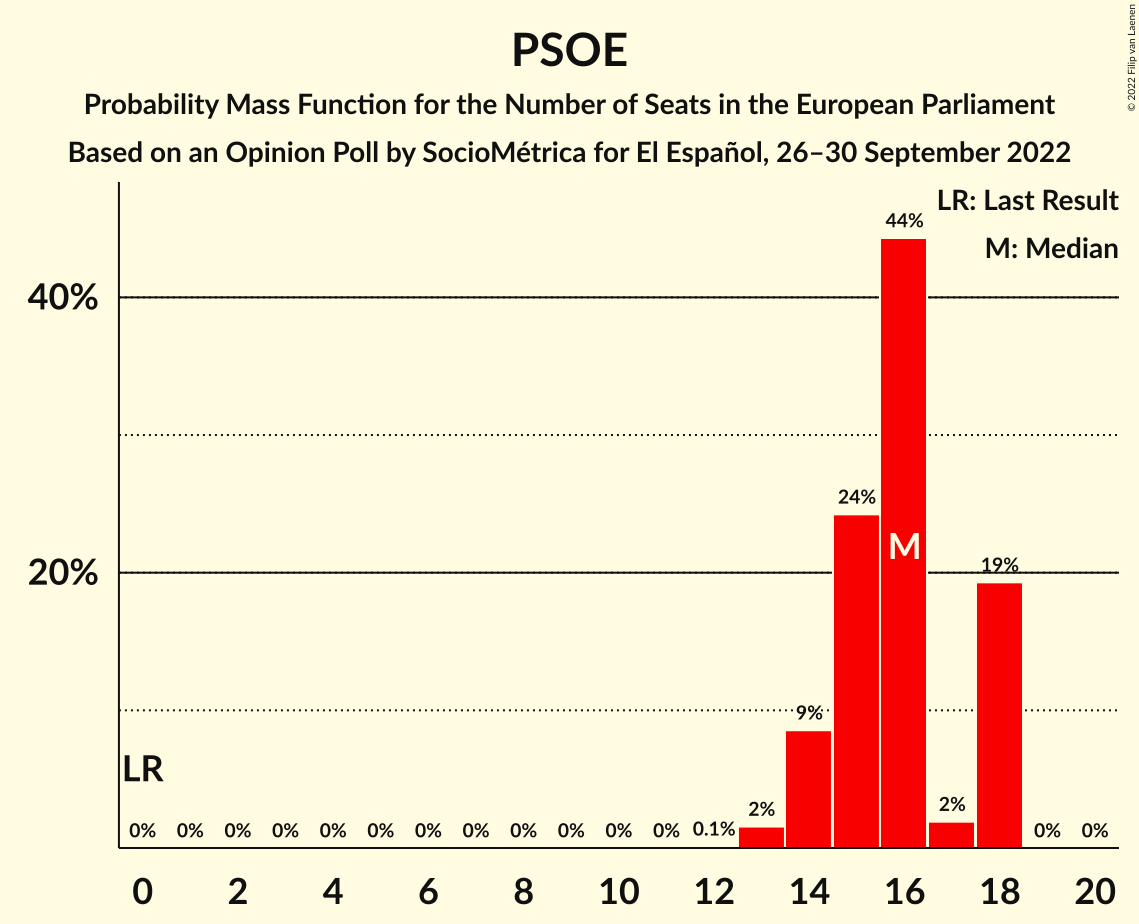 PSOE
Probability Mass Function for the Number of Seats in the European Parliament
Based on an Opinion Poll by SocioMétrica for El Español, 26–30 September 2022
© 2022 Filip van Laenen
LR: Last Result
M: Median
40%
20%
44%
24%
M
19%
9%
LR
0% 0% 0% 0% 0% 0% 0% 0% 0% 0% 0% 0% 0.1% 2% 2% 0% 0%
0 2 4 6 8 10 12 14 16 18 20